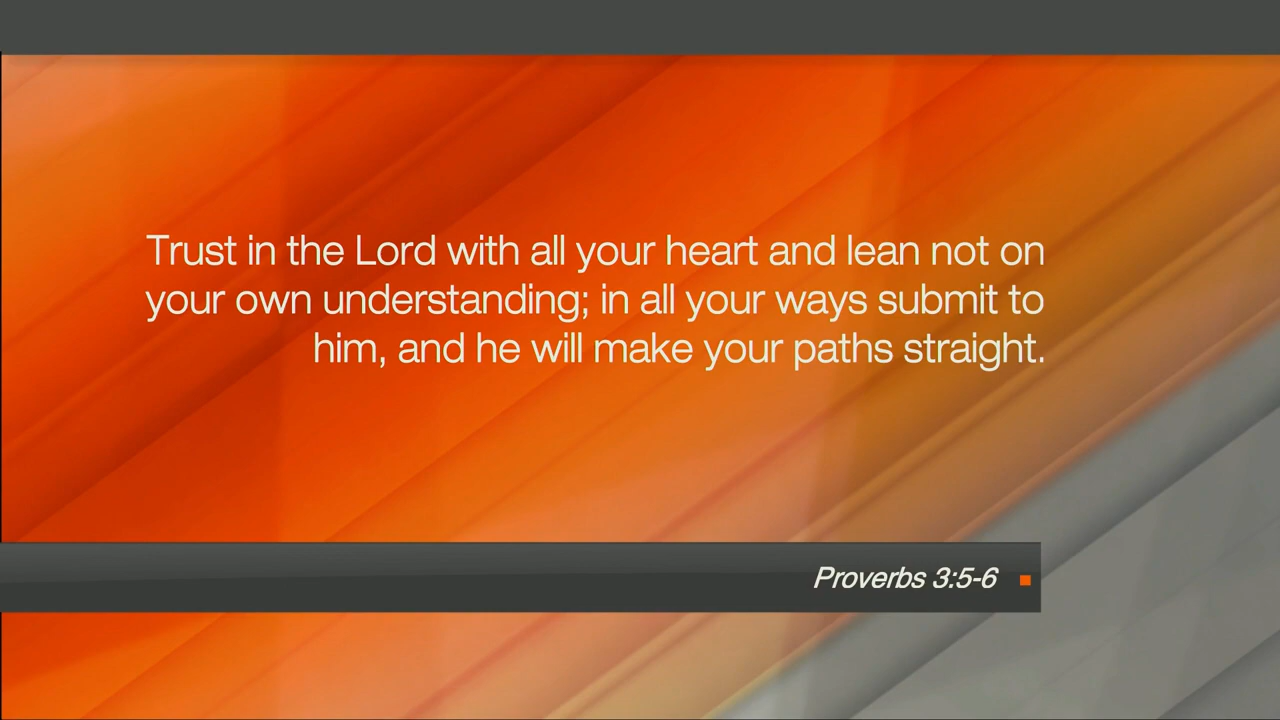 Trust in the Lord with all your heart and lean not on
your own understanding; in all your ways submit to
him, and he will make your paths straight.
Proverbs 3:5-6